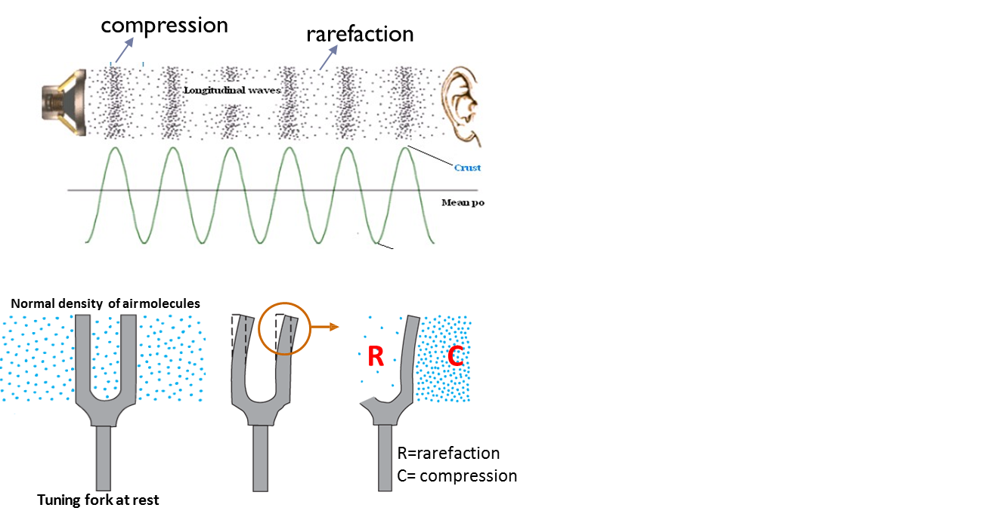 compression
rarefaction
Longitudinal waves
Crust
Mean po
Normal density of airmolecules
R
C
R=rarefaction
C= compression
Tuning fork at rest